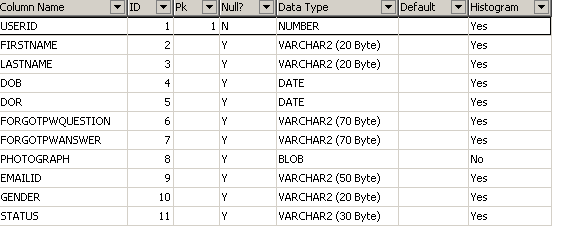 Column Name ID Pk Null? Data Type Default Histogram
USERID 1 1 N NUMBER Yes
FIRSTNAME 2 Y VARCHAR2 (20 Byte) Yes
LASTNAME 3 Y VARCHAR2 (20 Byte) Yes
DOB 4 Y DATE Yes
DOR 5 Y DATE Yes
FORGOTPWQUESTION 6 Y VARCHAR2 (70 Byte) Yes
FORGOTPWANSWER 7 Y VARCHAR2 (70 Byte) Yes
PHOTOGRAPH 8 Y BLOB No
EMAILID 9 Y VARCHAR2 (50 Byte) Yes
GENDER 10 Y VARCHAR2 (20 Byte) Yes
STATUS 11 Y VARCHAR2 (30 Byte) Yes